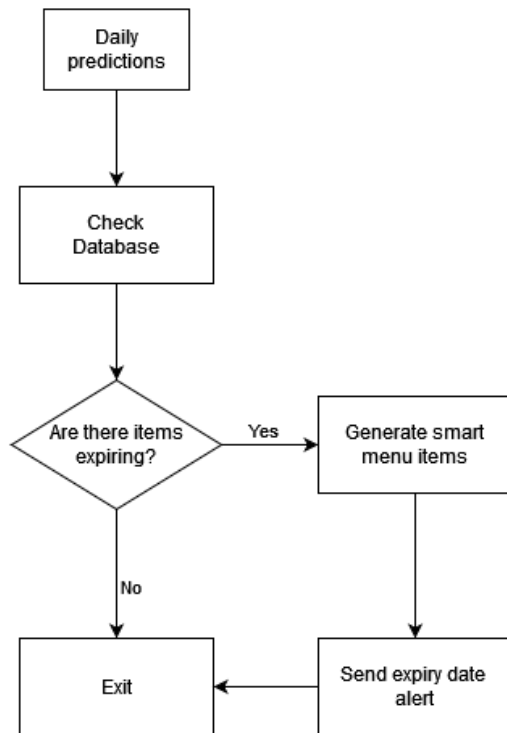 Daily
predictions
Check
Database
Are there items
expiring?
Yes
Generate smart
menu items
No
Exit
Send expiry date
alert